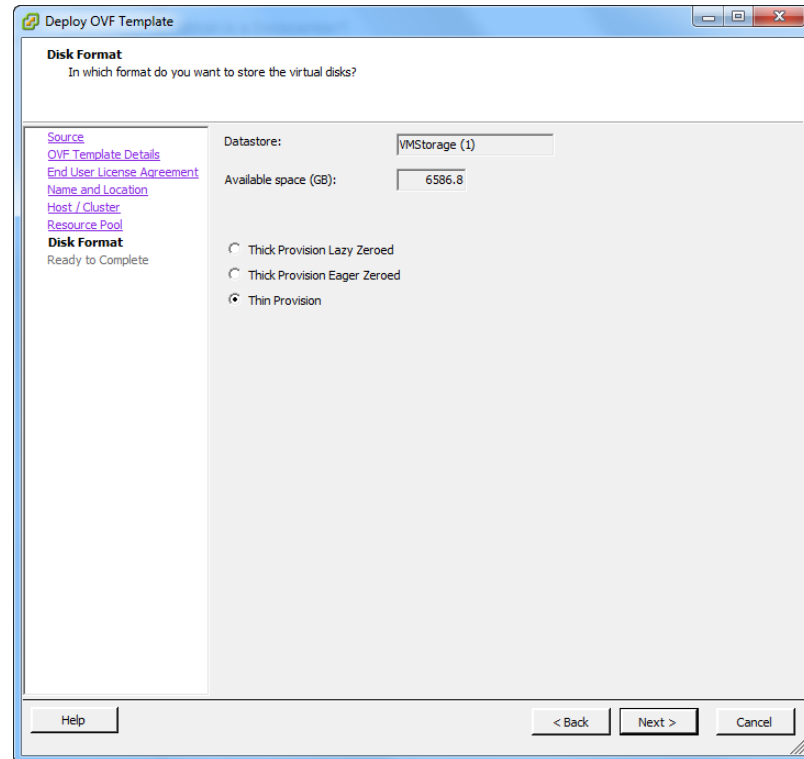 Deploy OVF Template
Disk Format
In which format do you want to store the virtual disks?
Source
OVF Template Details
End User License Agreement
Name and Location
Host / Cluster
Resource Pool
Disk Format
Ready to Complete
Datastore:
VMStorage (1)
Available space (GB):
6586.8
Thick Provision Lazy Zeroed
Thick Provision Eager Zeroed
Thin Provision
Help
< Back
Next >
Cancel